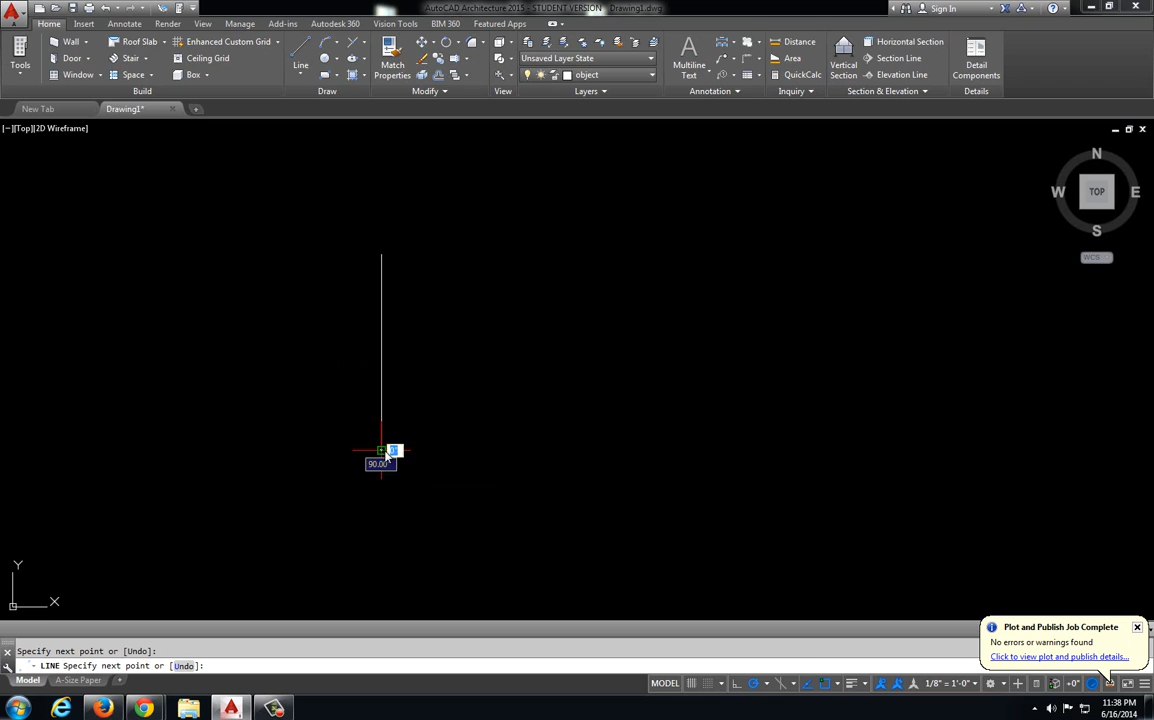 AutoCAD Architecture 2015 - STUDENT VERSION Drawing1.dwg
Sign In
Home Insert Annotate Render View Manage Add-ins Autodesk 360 Vision Tools BIM 360 Featured Apps
Tools
Wall
Door
Window
Roof Slab
Stair
Space
Enhanced Custom Grid
Ceiling Grid
Box
Line
Match
Properties
Unsaved Layer State
object
Multiline
Text
Distance
Area
QuickCalc
Vertical
Section
Horizontal Section
Section Line
Elevation Line
Detail
Components
Build Draw Modify View Layers Annotation Inquiry Section & Elevation Details
New Tab Drawing1*
[−][Top][2D Wireframe]
N
W TOP E
S
WCS
90.00
Y
X
Plot and Publish Job Complete
No errors or warnings found
Click to view plot and publish details...
Specify next point or [Undo]:
LINE Specify next point or [Undo]:
Model A-Size Paper
MODEL 1/8" = 1'-0" +0"
11:38 PM
6/16/2014